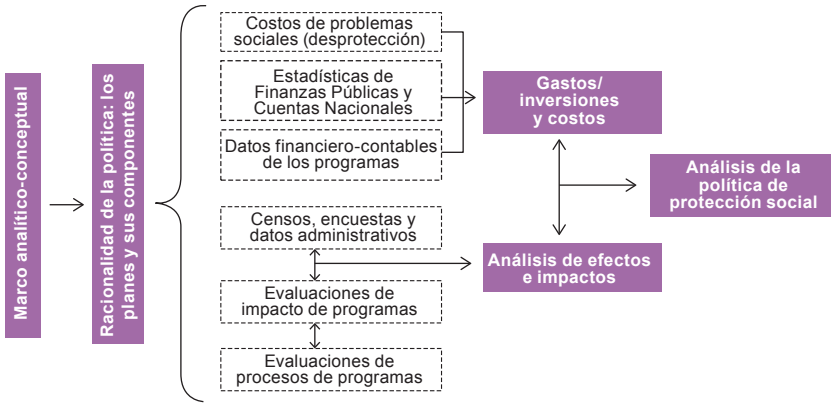 Marco analítico-conceptual
Racionalidad de la política: los
planes y sus componentes
Costos de problemas
sociales (desprotección)
Estadísticas de
Finanzas Públicas y
Cuentas Nacionales
Datos financiero-contables
de los programas
Censos, encuestas y
datos administrativos
Evaluaciones de
impacto de programas
Evaluaciones de
procesos de programas
Gastos/
inversiones
y costos
Análisis de efectos
e impactos
Análisis de la
política de
protección social